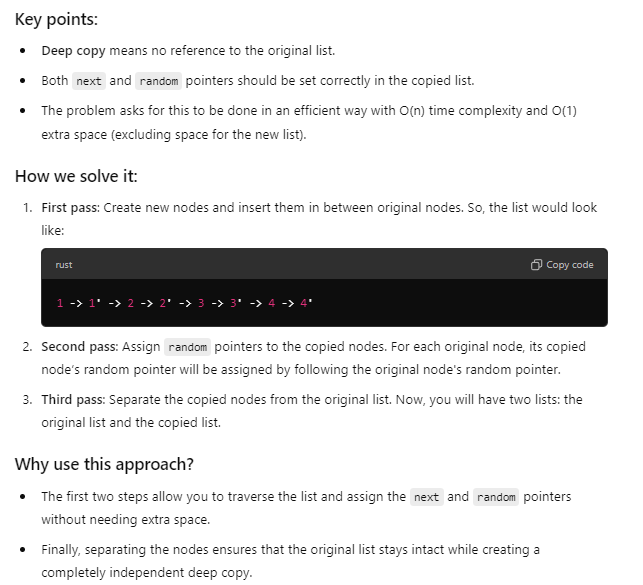 Key points:
• Deep copy means no reference to the original list.
• Both next and random pointers should be set correctly in the copied list.
• The problem asks for this to be done in an efficient way with O(n) time complexity and O(1)
extra space (excluding space for the new list).
How we solve it:
1. First pass: Create new nodes and insert them in between original nodes. So, the list would look
like:
rust Copy code
1 -> 1' -> 2 -> 2' -> 3 -> 3' -> 4 -> 4'
2. Second pass: Assign random pointers to the copied nodes. For each original node, its copied
node's random pointer will be assigned by following the original node's random pointer.
3. Third pass: Separate the copied nodes from the original list. Now, you will have two lists: the
original list and the copied list.
Why use this approach?
• The first two steps allow you to traverse the list and assign the next and random pointers
without needing extra space.
• Finally, separating the nodes ensures that the original list stays intact while creating a
completely independent deep copy.